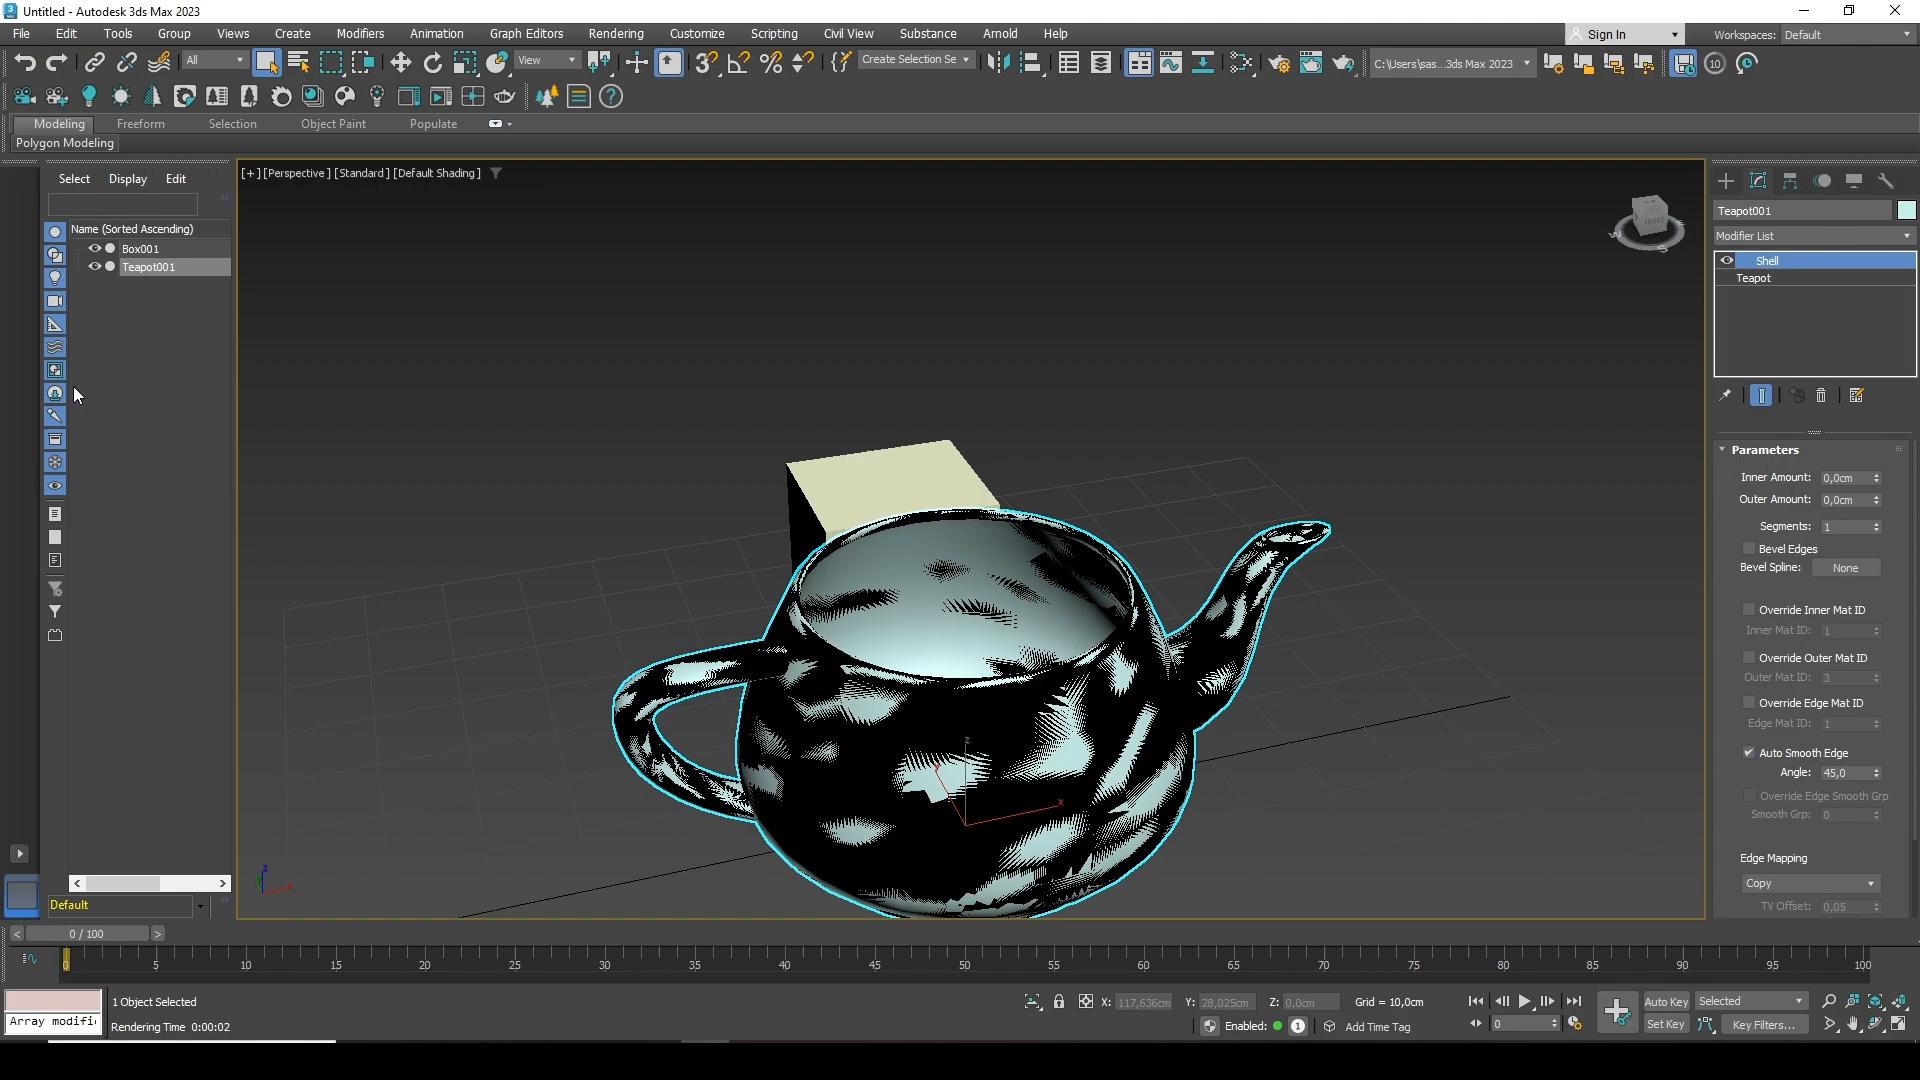 Untitled - Autodesk 3ds Max 2023
File Edit Tools Group Views Create Modifiers Animation Graph Editors Rendering Customize Scripting Civil View Substance Arnold Help
Sign In
Workspaces: Default
All
View
Create Selection Se
C:\Users\sas...3ds Max 2023
10
Modeling Freeform Selection Object Paint Populate
Polygon Modeling
Select Display Edit
[+] [Perspective] [Standard] [Default Shading]
Name (Sorted Ascending)
Box001
Teapot001
FRONT
W
S
Teapot001
Modifier List
Shell
Teapot
Parameters
Inner Amount: 0,0cm
Outer Amount: 0,0cm
Segments: 1
Bevel Edges
Bevel Spline: None
Override Inner Mat ID
Inner Mat ID: 1
Override Outer Mat ID
Outer Mat ID: 3
Override Edge Mat ID
Edge Mat ID: 1
Auto Smooth Edge
Angle: 45,0
Override Edge Smooth Grp
Smooth Grp: 0
Edge Mapping
Copy
TV Offset: 0,05
z
x
z
Default
< 0 / 100 >
0 5 10 15 20 25 30 35 40 45 50 55 60 65 70 75 80 85 90 95 100
1 Object Selected
Array modifi
Rendering Time 0:00:02
X: 117,636cm Y: 28,025cm Z: 0,0cm Grid = 10,0cm
Enabled: 1 Add Time Tag
0
Auto Key Selected
Set Key Key Filters...